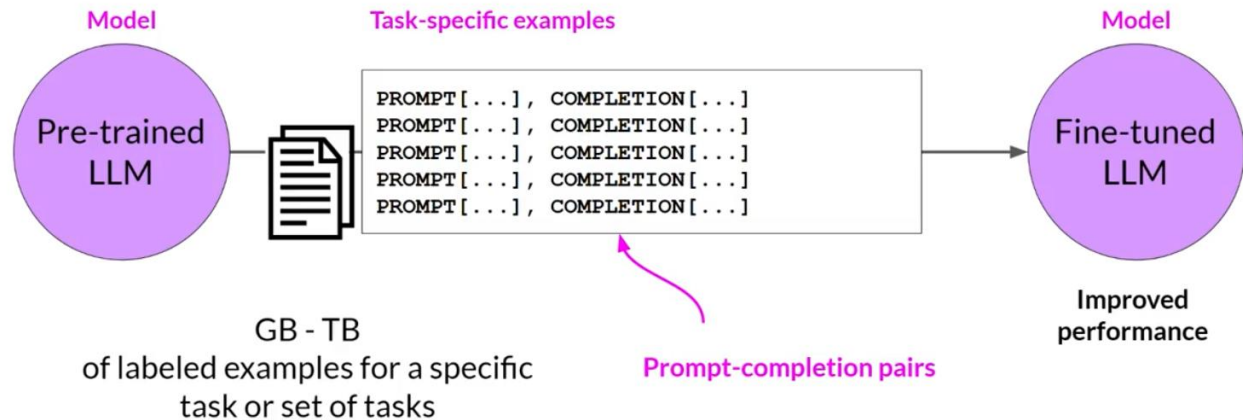 Model
Task-specific examples
Model
Pre-trained
LLM
PROMPT[...], COMPLETION[...]
PROMPT[...], COMPLETION[...]
PROMPT[...], COMPLETION[...]
PROMPT[...], COMPLETION[...]
PROMPT[...], COMPLETION[...]
Fine-tuned
LLM
Improved
performance
GB - TB
of labeled examples for a specific
task or set of tasks
Prompt-completion pairs